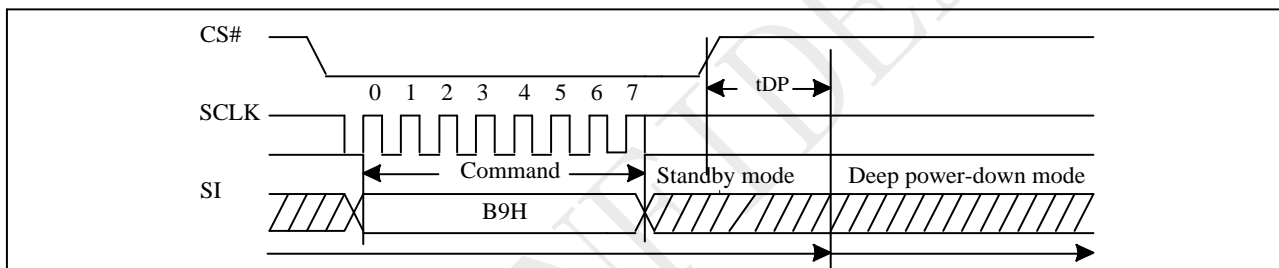 CS#
tDP
0 1 2 3 4 5 6 7
SCLK
Command
Standby mode
Deep power-down mode
SI
B9H